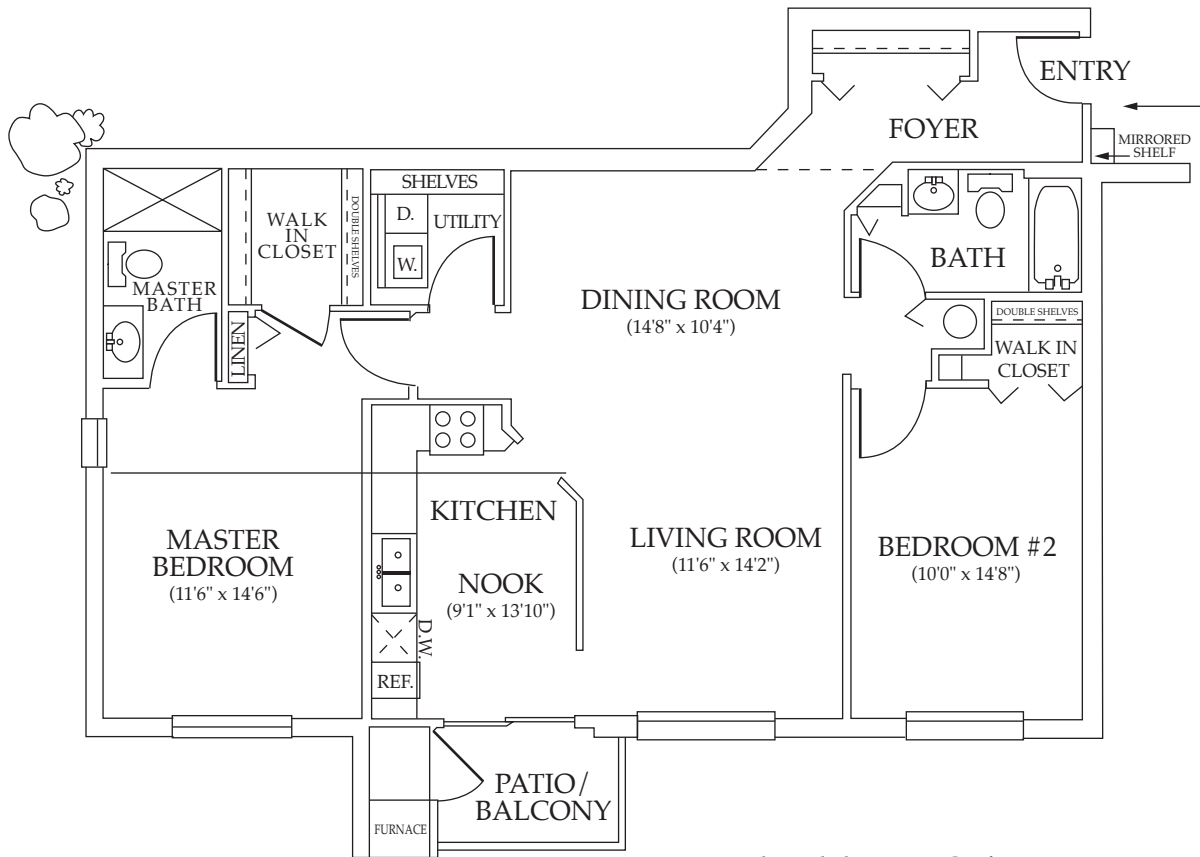 ENTRY
FOYER
MIRRORED
SHELF
SHELVES
D.
UTILITY
W.
WALK
IN
CLOSET
DOUBLE SHELVES
MASTER
BATH
LINEN
BATH
DINING ROOM
(14'8" x 10'4")
DOUBLE SHELVES
WALK IN
CLOSET
KITCHEN
NOOK
(9'1" x 13'10")
MASTER
BEDROOM
(11'6" x 14'6")
LIVING ROOM
(11'6" x 14'2")
BEDROOM #2
(10'0" x 14'8")
D.W.
REF.
PATIO/
BALCONY
FURNACE